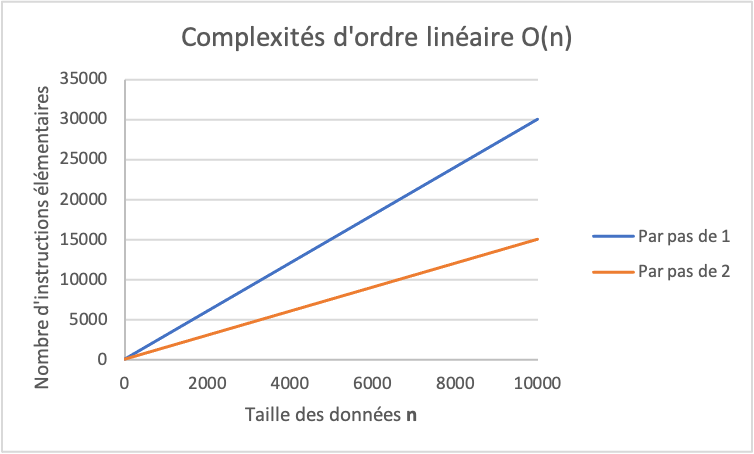 Complexités d'ordre linéaire O(n)
Nombre d'instructions élémentaires
35000
30000
25000
20000
15000
10000
5000
0
0 2000 4000 6000 8000 10000
Taille des données n
Par pas de 1
Par pas de 2